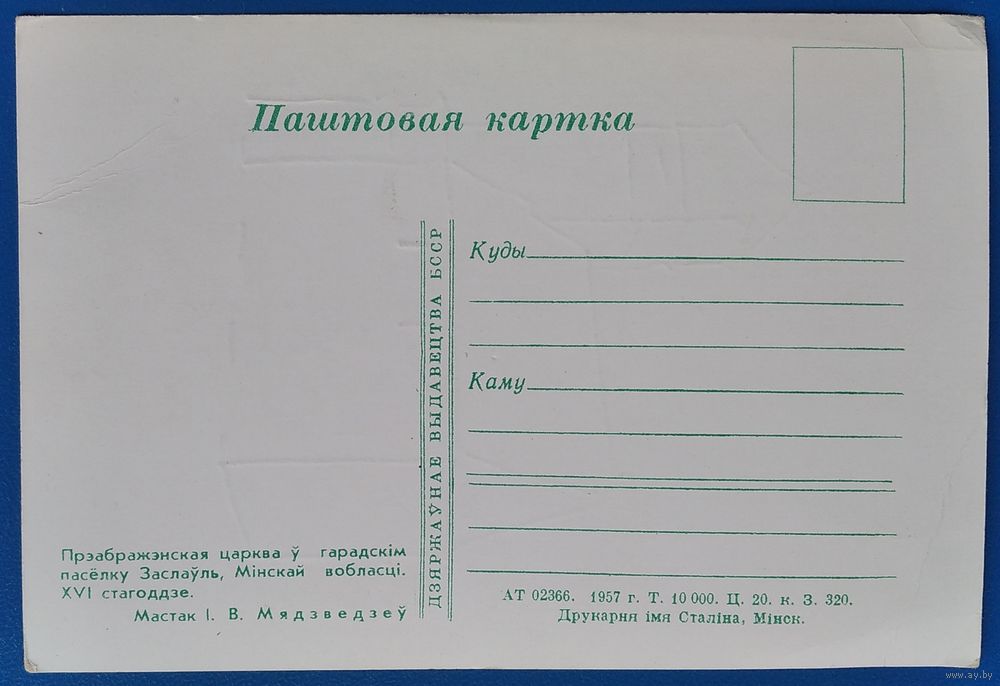 Паштовая картка
Куды
Каму
ДЗЯРЖАЎНАЕ ВЫДАВЕЦТВА БССР
Прэабражэнская царква ў гарадскім
пасёлку Заслаўль, Мінскай вобласці.
XVI стагоддзе.
Мастак І. В. Мядзведзеў
АТ 02366. 1957 г. Т. 10 000. Ц. 20. к. З. 320.
Друкарня імя Сталіна, Мінск.
www.ay.by